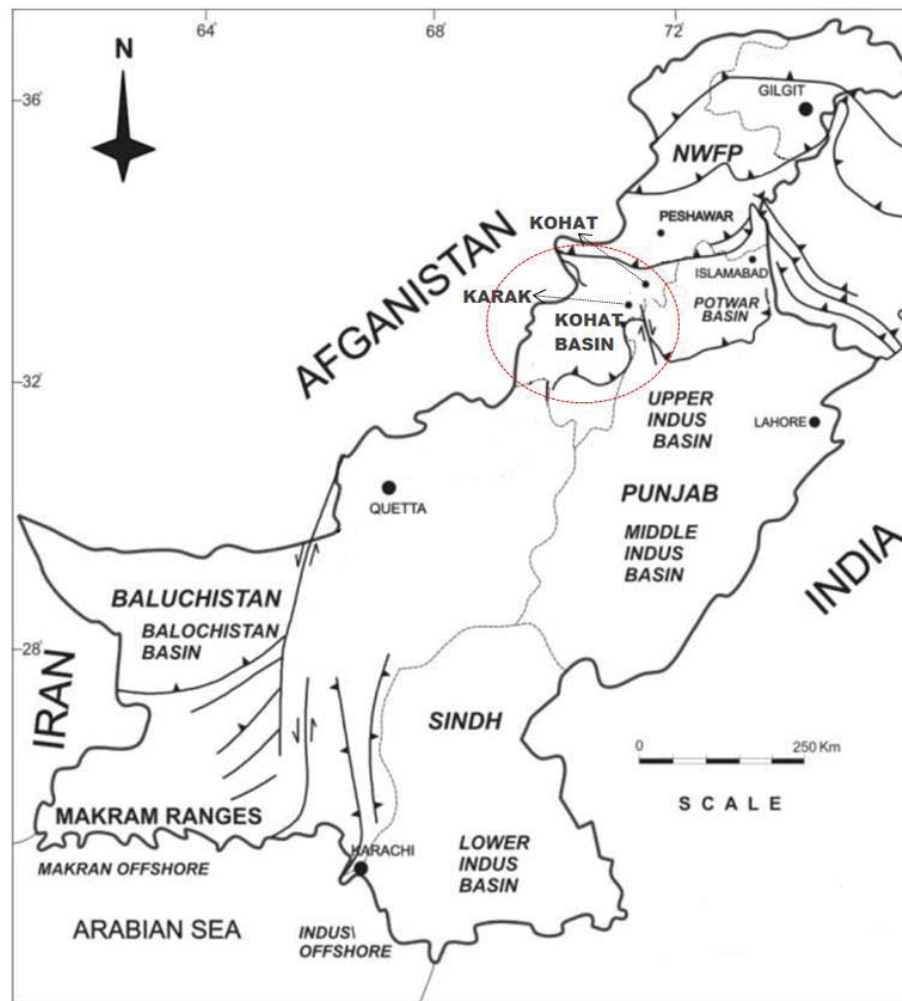 64°
68°
72°
N
36°
GILGIT
NWFP
KOHAT
PESHAWAR
AFGANISTAN
ISLAMABAD
KARAK
POTWAR
BASIN
KOHAT
BASIN
32°
UPPER
INDUS
BASIN
LAHORE
QUETTA
PUNJAB
MIDDLE
INDUS
BASIN
INDIA
BALUCHISTAN
BALOCHISTAN
BASIN
28°
IRAN
SINDH
0 250 Km
SCALE
MAKRAM RANGES
KARACHI
LOWER
INDUS
BASIN
MAKRAN OFFSHORE
ARABIAN SEA
INDUS\
OFFSHORE